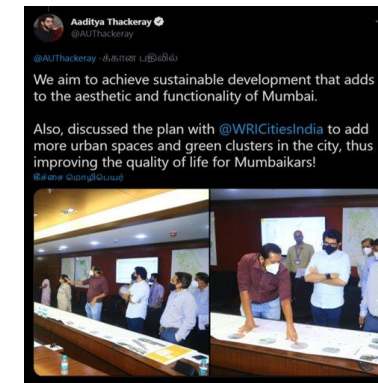 Aaditya Thackeray
@AUThackeray
@AUThackeray -க்கான பதிலில்
We aim to achieve sustainable development that adds
to the aesthetic and functionality of Mumbai.
Also, discussed the plan with @WRICitiesIndia to add
more urban spaces and green clusters in the city, thus
improving the quality of life for Mumbaikars!
கீச்சை மொழிபெயர்